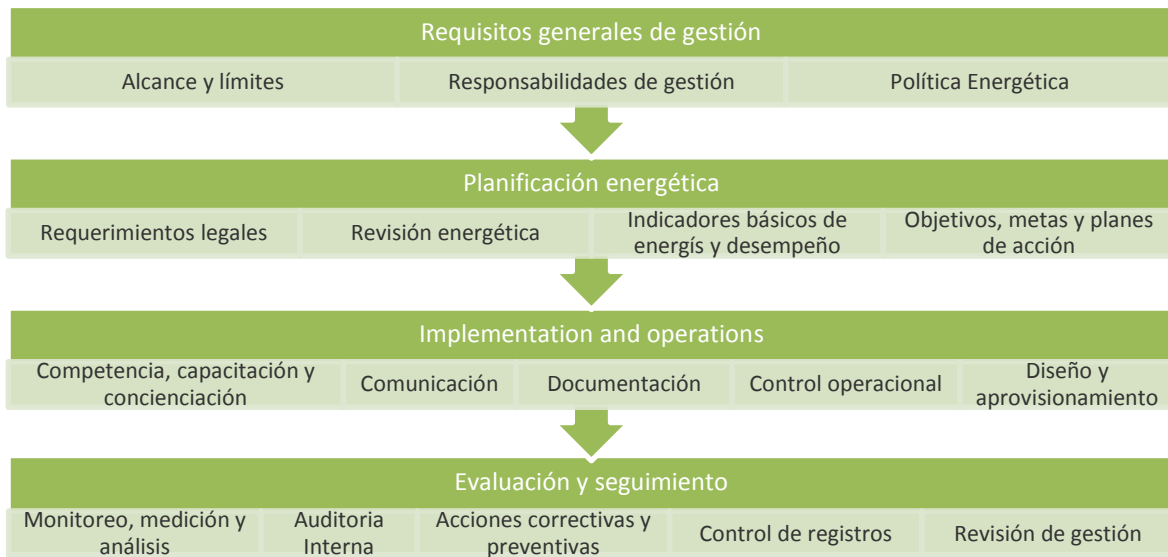 Requisitos generales de gestión
Alcance y límites
Responsabilidades de gestión
Política Energética
Planificación energética
Requerimientos legales
Revisión energética
Indicadores básicos de
energís y desempeño
Objetivos, metas y planes
de acción
Implementation and operations
Competencia, capacitación y
concienciación
Comunicación
Documentación
Control operacional
Diseño y
aprovisionamiento
Evaluación y seguimiento
Monitoreo, medición y
análisis
Auditoria
Interna
Acciones correctivas y
preventivas
Control de registros
Revisión de gestión